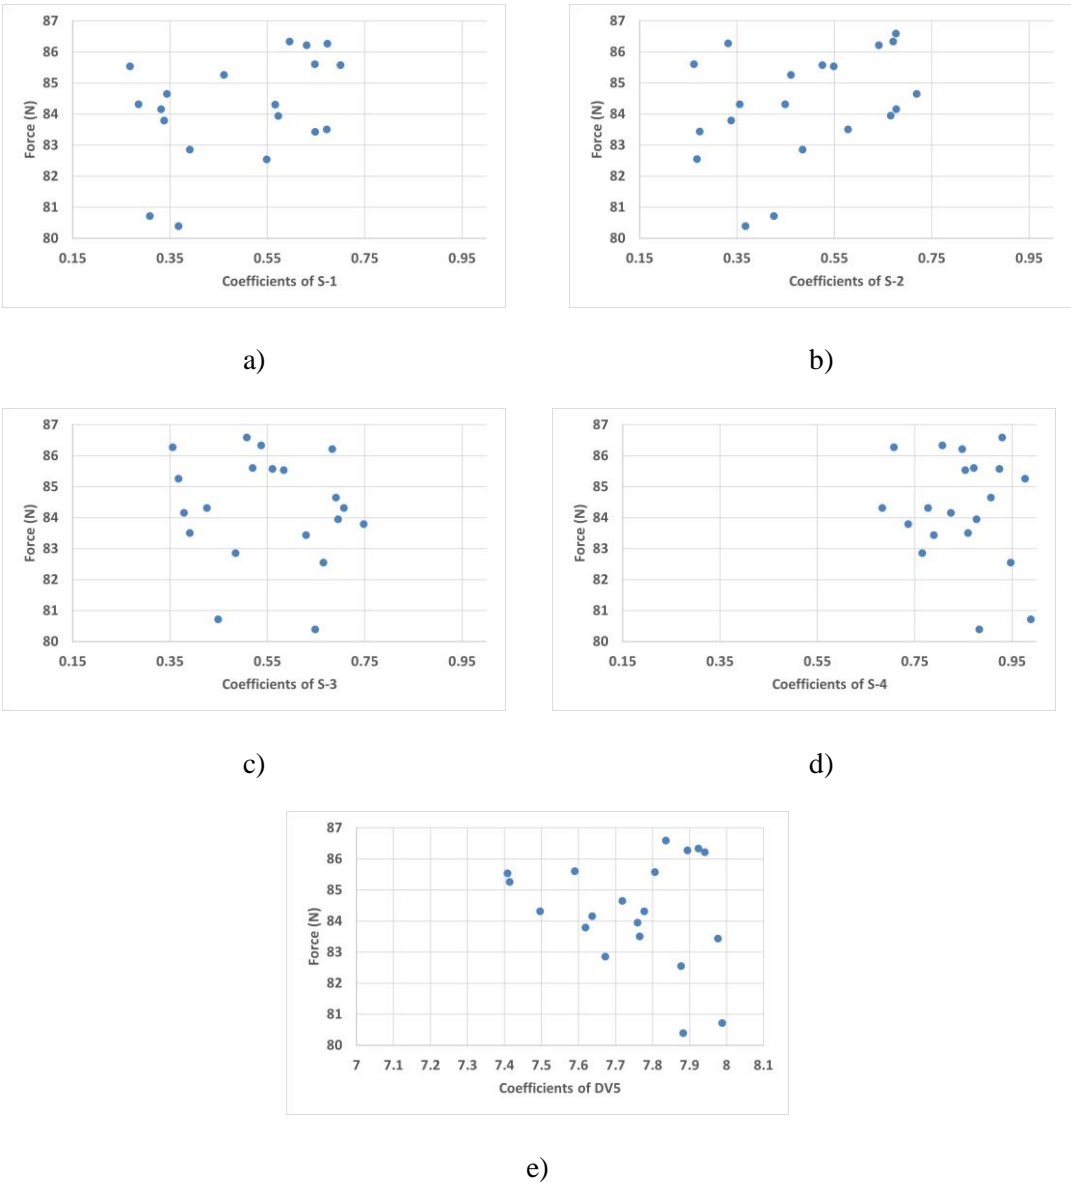 87
86
85
84
83
82
81
80
Force (N)
0.15 0.35 0.55 0.75 0.95
Coefficients of S-1
87
86
85
84
83
82
81
80
Force (N)
0.15 0.35 0.55 0.75 0.95
Coefficients of S-2
a)
b)
87
86
85
84
83
82
81
80
Force (N)
0.15 0.35 0.55 0.75 0.95
Coefficients of S-3
87
86
85
84
83
82
81
80
Force (N)
0.15 0.35 0.55 0.75 0.95
Coefficients of S-4
c)
d)
87
86
85
84
83
82
81
80
Force (N)
7 7.1 7.2 7.3 7.4 7.5 7.6 7.7 7.8 7.9 8 8.1
Coefficients of DV5
e)